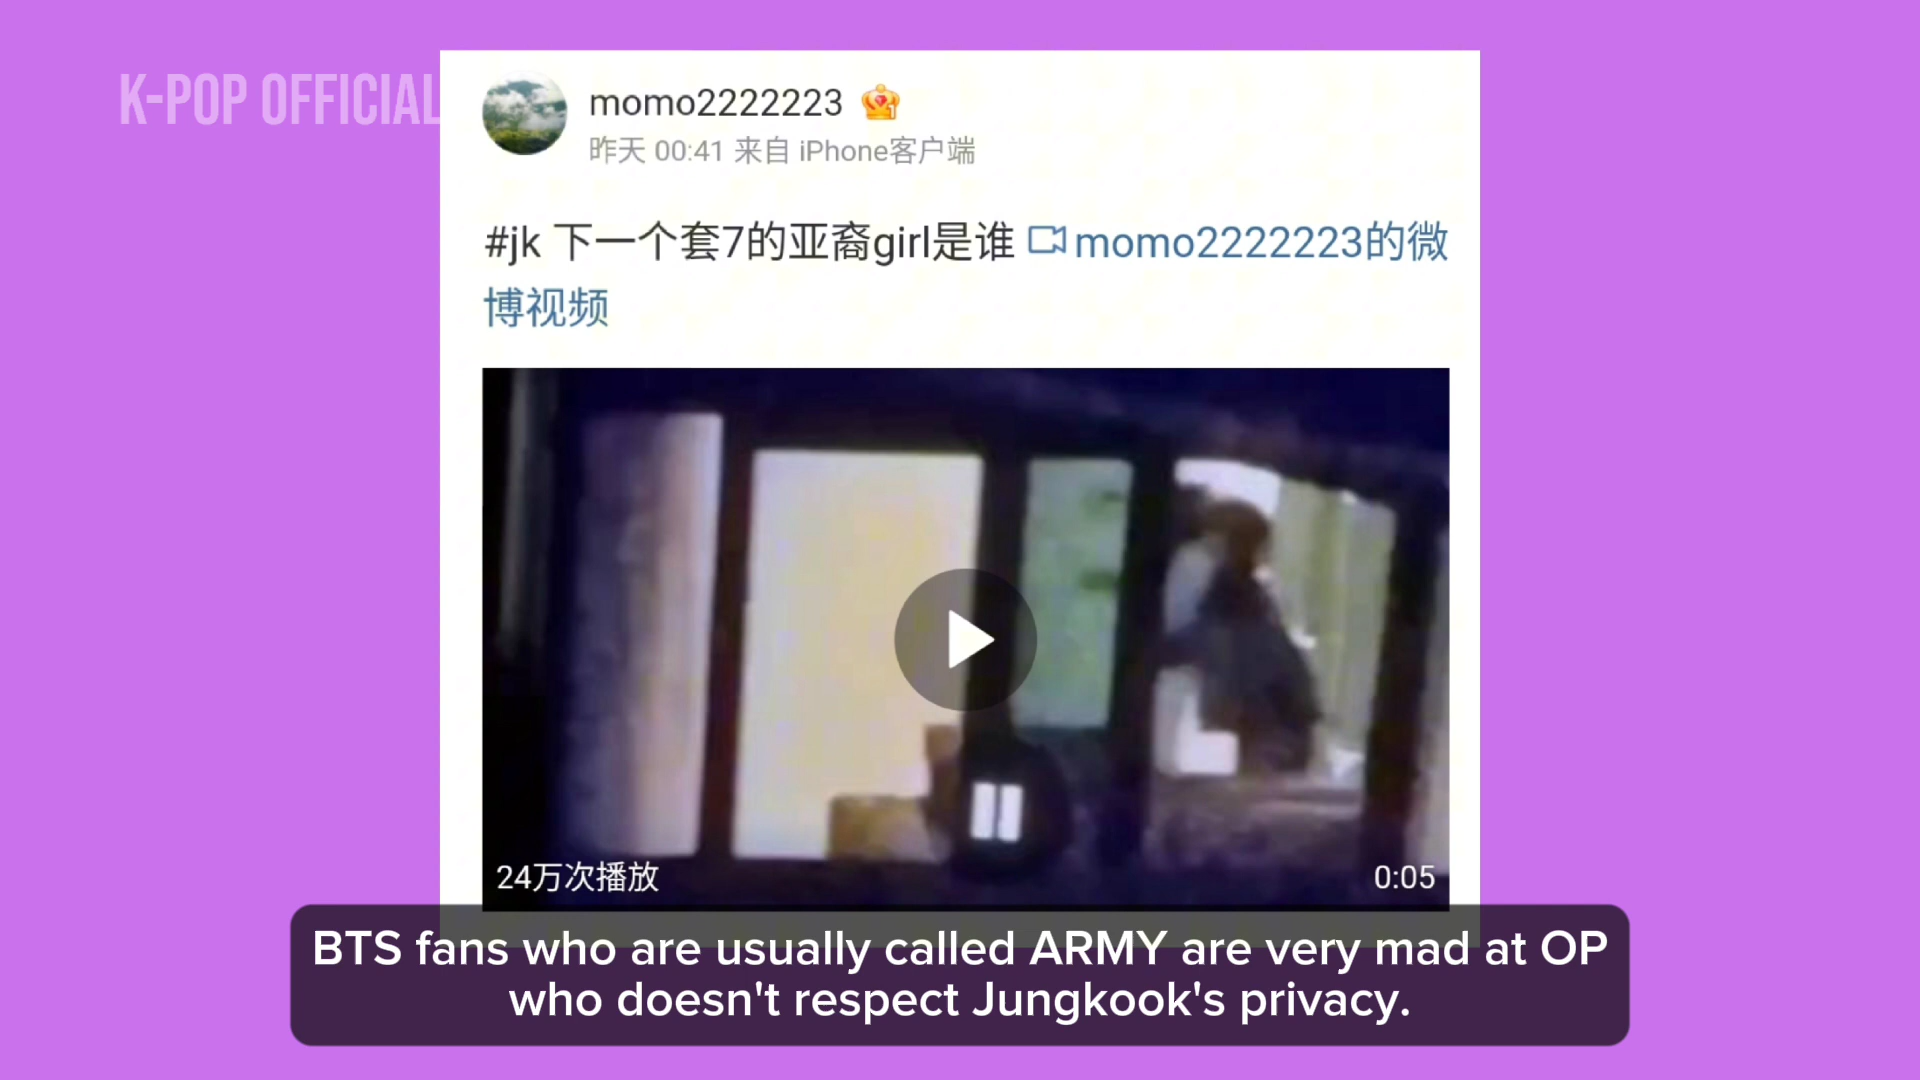 K-POP OFFICIAL
momo2222223
昨天 00:41 来自 iPhone客户端
#jk 下一个套7的亚裔girl是谁 momo2222223的微
博视频
24万次播放
0:05
BTS fans who are usually called ARMY are very mad at OP
who doesn't respect Jungkook's privacy.